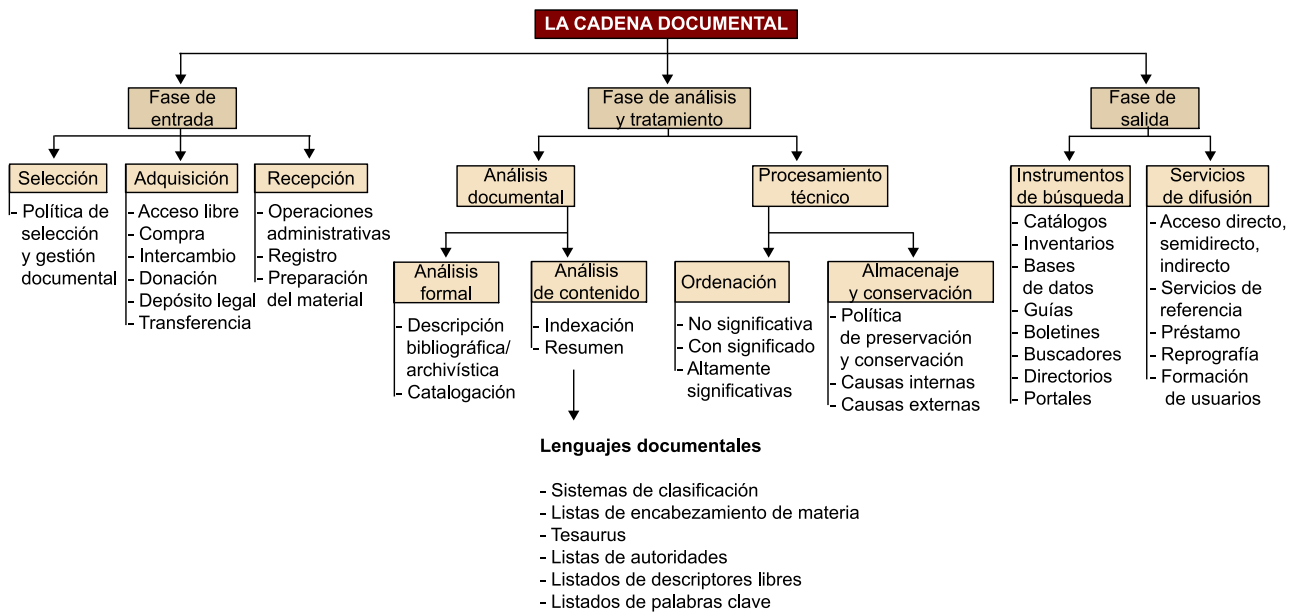 LA CADENA DOCUMENTAL
Fase de
entrada
Selección
- Política de
selección
y gestión
documental
Adquisición
- Acceso libre
- Compra
- Intercambio
- Donación
- Depósito legal
- Transferencia
Recepción
- Operaciones
administrativas
- Registro
- Preparación
del material
Fase de análisis
y tratamiento
Análisis
documental
Análisis
formal
- Descripción
bibliográfica/
archivística
- Catalogación
Análisis
de contenido
- Indexación
- Resumen
Lenguajes documentales
- Sistemas de clasificación
- Listas de encabezamiento de materia
- Tesaurus
- Listas de autoridades
- Listados de descriptores libres
- Listados de palabras clave
Procesamiento
técnico
Ordenación
- No significativa
- Con significado
- Altamente
significativas
Almacenaje
y conservación
- Política
de preservación
y conservación
- Causas internas
- Causas externas
Fase de
salida
Instrumentos
de búsqueda
- Catálogos
- Inventarios
- Bases
de datos
- Guías
- Boletines
- Buscadores
- Directorios
- Portales
Servicios
de difusión
- Acceso directo,
semidirecto,
indirecto
- Servicios de
referencia
- Préstamo
- Reprografía
- Formación
de usuarios